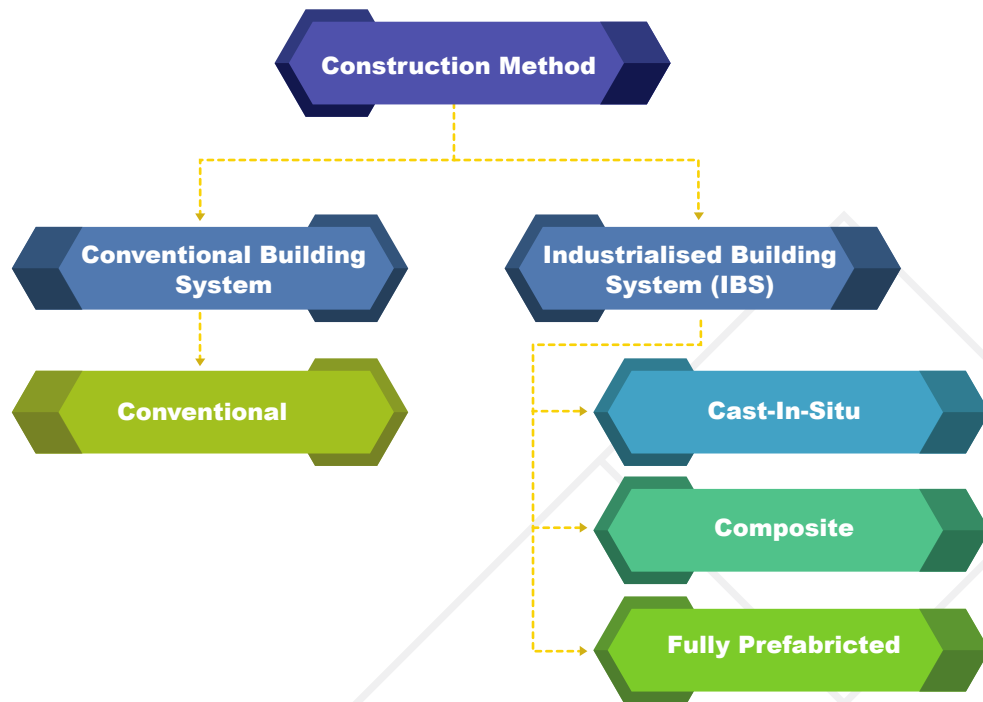 Construction Method
Conventional Building
System
Industrialised Building
System (IBS)
Conventional
Cast-In-Situ
Composite
Fully Prefabricted